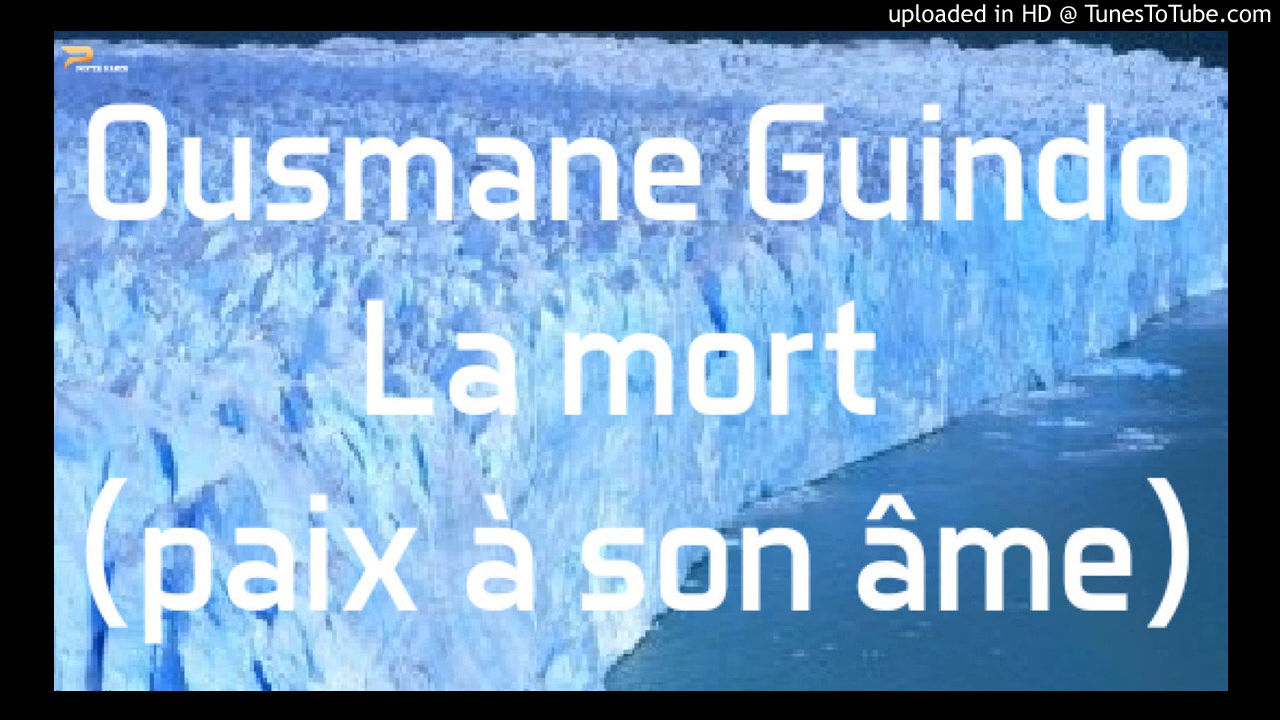 uploaded in HD @ TunesToTube.com
Ousmane Guindo
La mort
(paix à son âme)